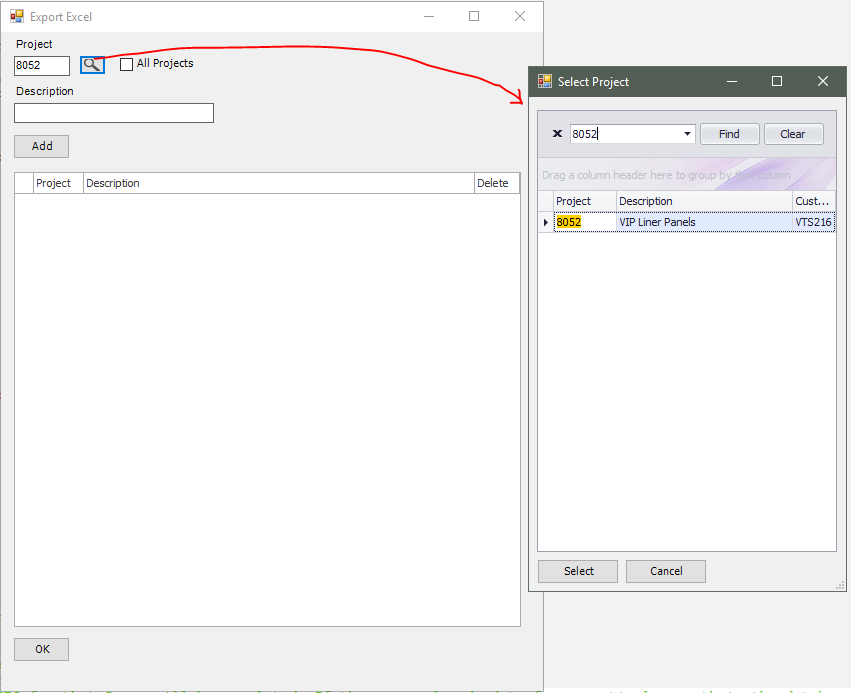 Export Excel
Project
8052
All Projects
Description
Add
Project Description Delete
OK
Select Project
8052 Find Clear
Drag a column header here to group by that column
Project Description Cust...
8052 VIP Liner Panels VTS216
Select Cancel